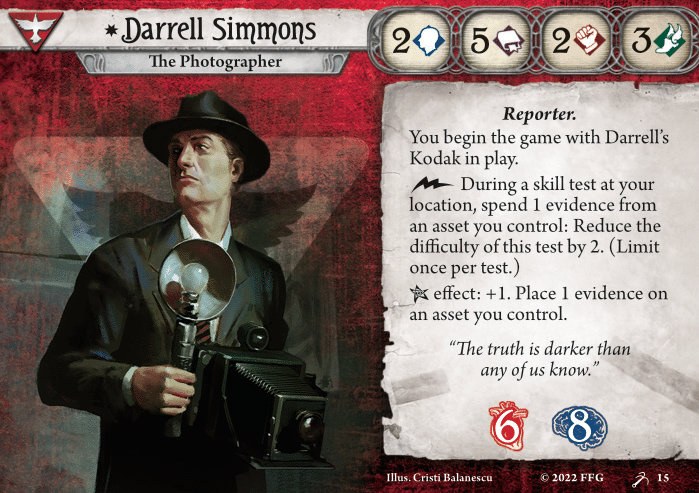 *Darrell Simmons
The Photographer
2 5 2 3
Reporter.
You begin the game with Darrell’s
Kodak in play.
During a skill test at your
location, spend 1 evidence from
an asset you control: Reduce the
difficulty of this test by 2. (Limit
once per test.)
effect: +1. Place 1 evidence on
an asset you control.
“The truth is darker than
any of us know.”
6 8
Illus. Cristi Balanescu © 2022 FFG 15